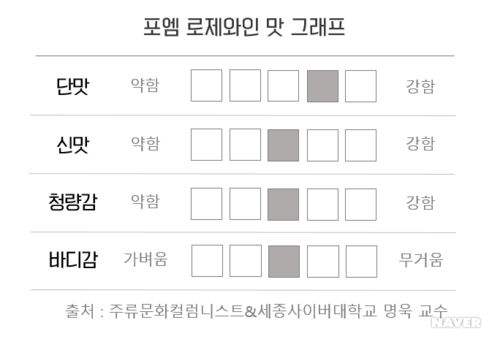 포엠 로제와인 맛 그래프
단맛 약함 강함
신맛 약함 강함
청량감 약함 강함
바디감 가벼움 무거움
출처 : 주류문화컬럼니스트&세종사이버대학교 명욱 교수
NAVER